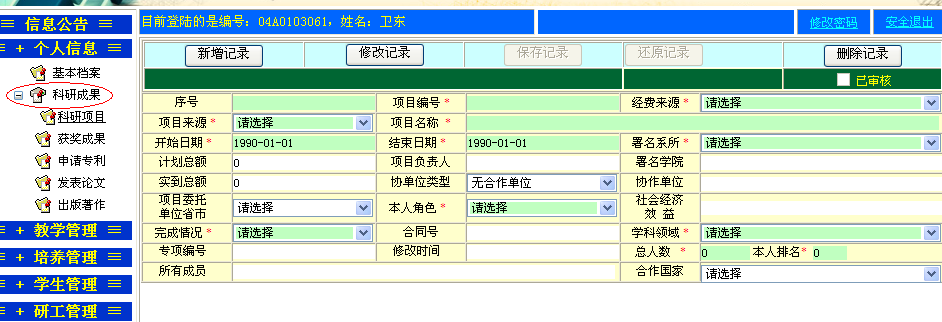 目前登陆的是编号：04A0103061，姓名：卫东
修改密码 安全退出
信息公告
+ 个人信息
基本档案
科研成果
科研项目
获奖成果
申请专利
发表论文
出版著作
+ 教学管理
+ 培养管理
+ 学生管理
+ 研工管理
新增记录 修改记录 保存记录 还原记录 删除记录
已审核
序号 项目编号 * 经费来源 * 请选择
项目来源 * 请选择 项目名称 *
开始日期 * 1990-01-01 结束日期 * 1990-01-01 署名系所 * 请选择
计划总额 0 项目负责人 署名学院
实到总额 0 协单位类型 无合作单位 协作单位
项目委托
单位省市 请选择 本人角色 * 请选择 社会经济
效 益
完成情况 * 请选择 合同号 学科领域 * 请选择
专项编号 修改时间 总人数 * 0 本人排名* 0
所有成员 合作国家 请选择